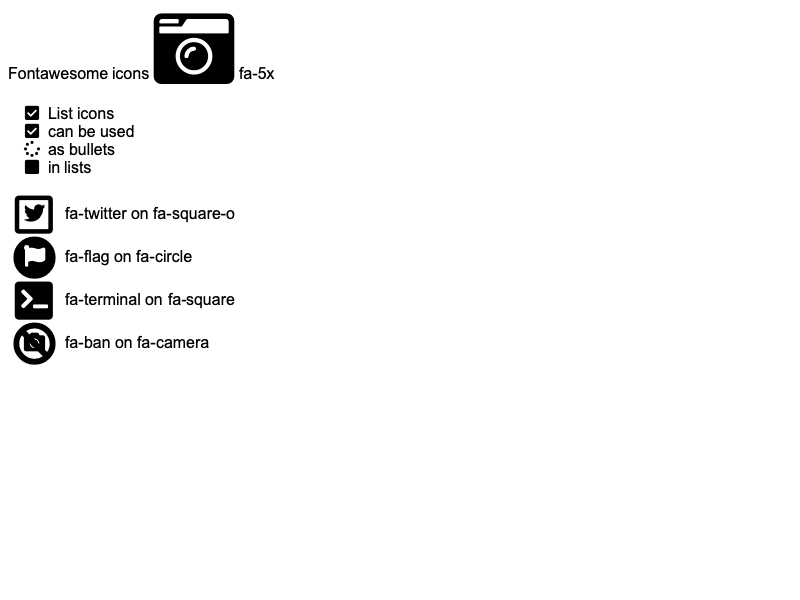 Fontawesome icons fa-5x
List icons
can be used
as bullets
in lists
fa-twitter on fa-square-o
fa-flag on fa-circle
fa-terminal on fa-square
fa-ban on fa-camera